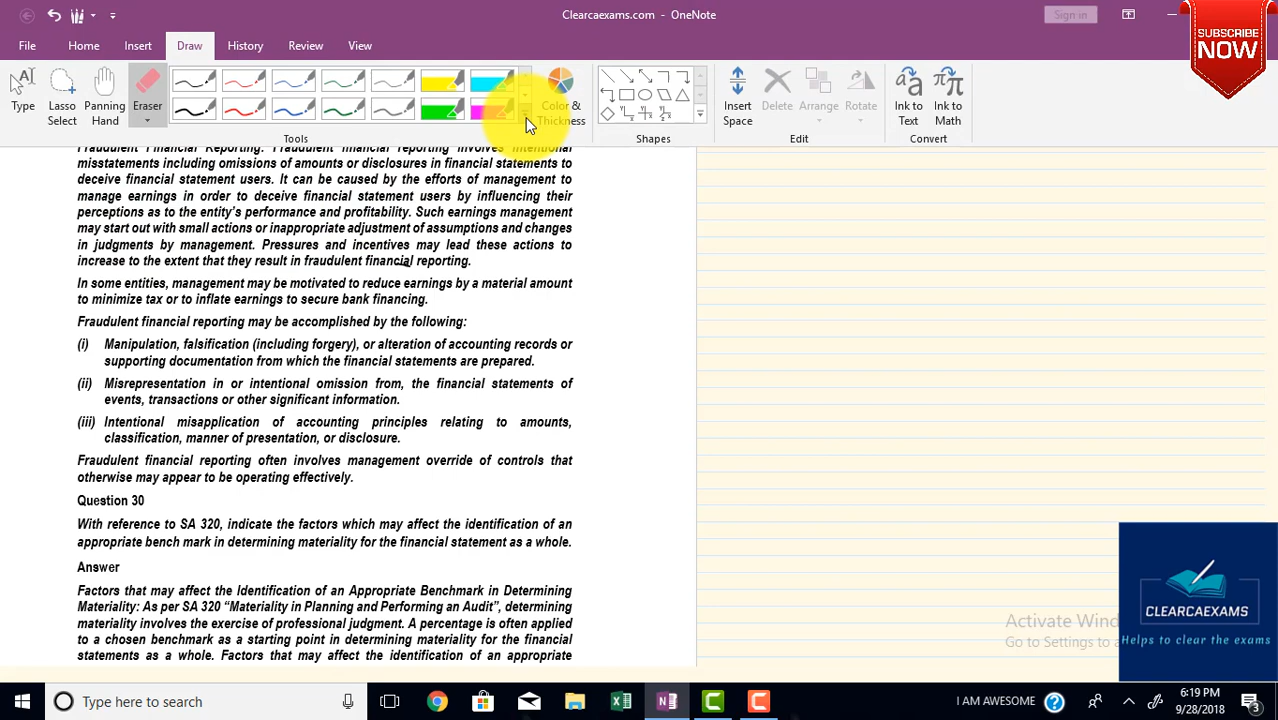 Clearcaexams.com - OneNote
Sign in
SUBSCRIBE
NOW
File Home Insert Draw History Review View
Type
Lasso
Select
Panning
Hand
Eraser
Color &
Thickness
Insert
Space
Delete
Arrange
Rotate
Ink to
Text
Ink to
Math
Tools Shapes Edit Convert
Fraudulent Financial Reporting: Fraudulent financial reporting involves intentional
misstatements including omissions of amounts or disclosures in financial statements to
deceive financial statement users. It can be caused by the efforts of management to
manage earnings in order to deceive financial statement users by influencing their
perceptions as to the entity's performance and profitability. Such earnings management
may start out with small actions or inappropriate adjustment of assumptions and changes
in judgments by management. Pressures and incentives may lead these actions to
increase to the extent that they result in fraudulent financial reporting.
In some entities, management may be motivated to reduce earnings by a material amount
to minimize tax or to inflate earnings to secure bank financing.
Fraudulent financial reporting may be accomplished by the following:
(i) Manipulation, falsification (including forgery), or alteration of accounting records or
supporting documentation from which the financial statements are prepared.
(ii) Misrepresentation in or intentional omission from, the financial statements of
events, transactions or other significant information.
(iii) Intentional misapplication of accounting principles relating to amounts,
classification, manner of presentation, or disclosure.
Fraudulent financial reporting often involves management override of controls that
otherwise may appear to be operating effectively.
Question 30
With reference to SA 320, indicate the factors which may affect the identification of an
appropriate bench mark in determining materiality for the financial statement as a whole.
Answer
Factors that may affect the Identification of an Appropriate Benchmark in Determining
Materiality: As per SA 320 “Materiality in Planning and Performing an Audit”, determining
materiality involves the exercise of professional judgment. A percentage is often applied
to a chosen benchmark as a starting point in determining materiality for the financial
statements as a whole. Factors that may affect the identification of an appropriate
Activate Wind
Go to Settings to a
CLEARCAEXAMS
Helps to clear the exams
Type here to search
I AM AWESOME
6:19 PM
9/28/2018
3